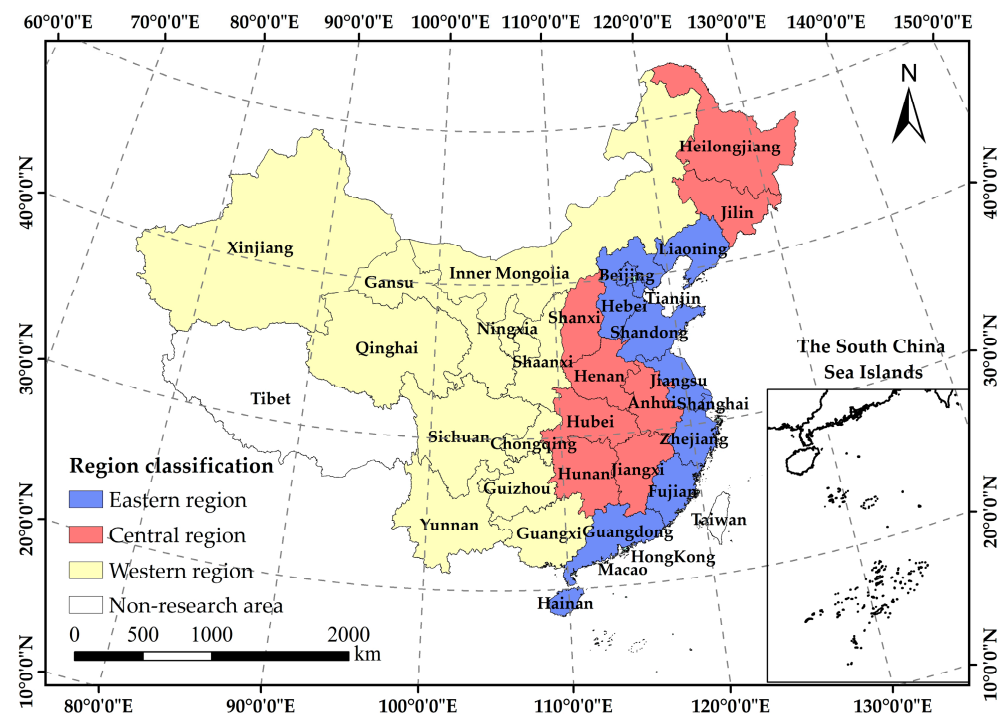 60°0'0"E 70°0'0"E 80°0'0"E 90°0'0"E 100°0'0"E 110°0'0"E 120°0'0"E 130°0'0"E 140°0'0"E 150°0'0"E
N
Heilongjiang
40°0'0"N
40°0'0"N
Jilin
Xinjiang
Liaoning
Gansu
Inner Mongolia
Beijing
Tianjin
Hebei
Shanxi
Ningxia
Shandong
30°0'0"N
30°0'0"N
Qinghai
Shaanxi
The South China
Sea Islands
Henan
Jiangsu
Tibet
Anhui
Shanghai
Hubei
Sichuan
Chongqing
Zhejiang
Region classification
Hunan
Jiangxi
Guizhou
Fujian
Eastern region
20°0'0"N
20°0'0"N
Yunnan
Guangxi
Guangdong
Taiwan
Central region
HongKong
Macao
Western region
Hainan
Non-research area
0 500 1000 2000
km
10°0'0"N
10°0'0"N
80°0'0"E 90°0'0"E 100°0'0"E 110°0'0"E 120°0'0"E 130°0'0"E